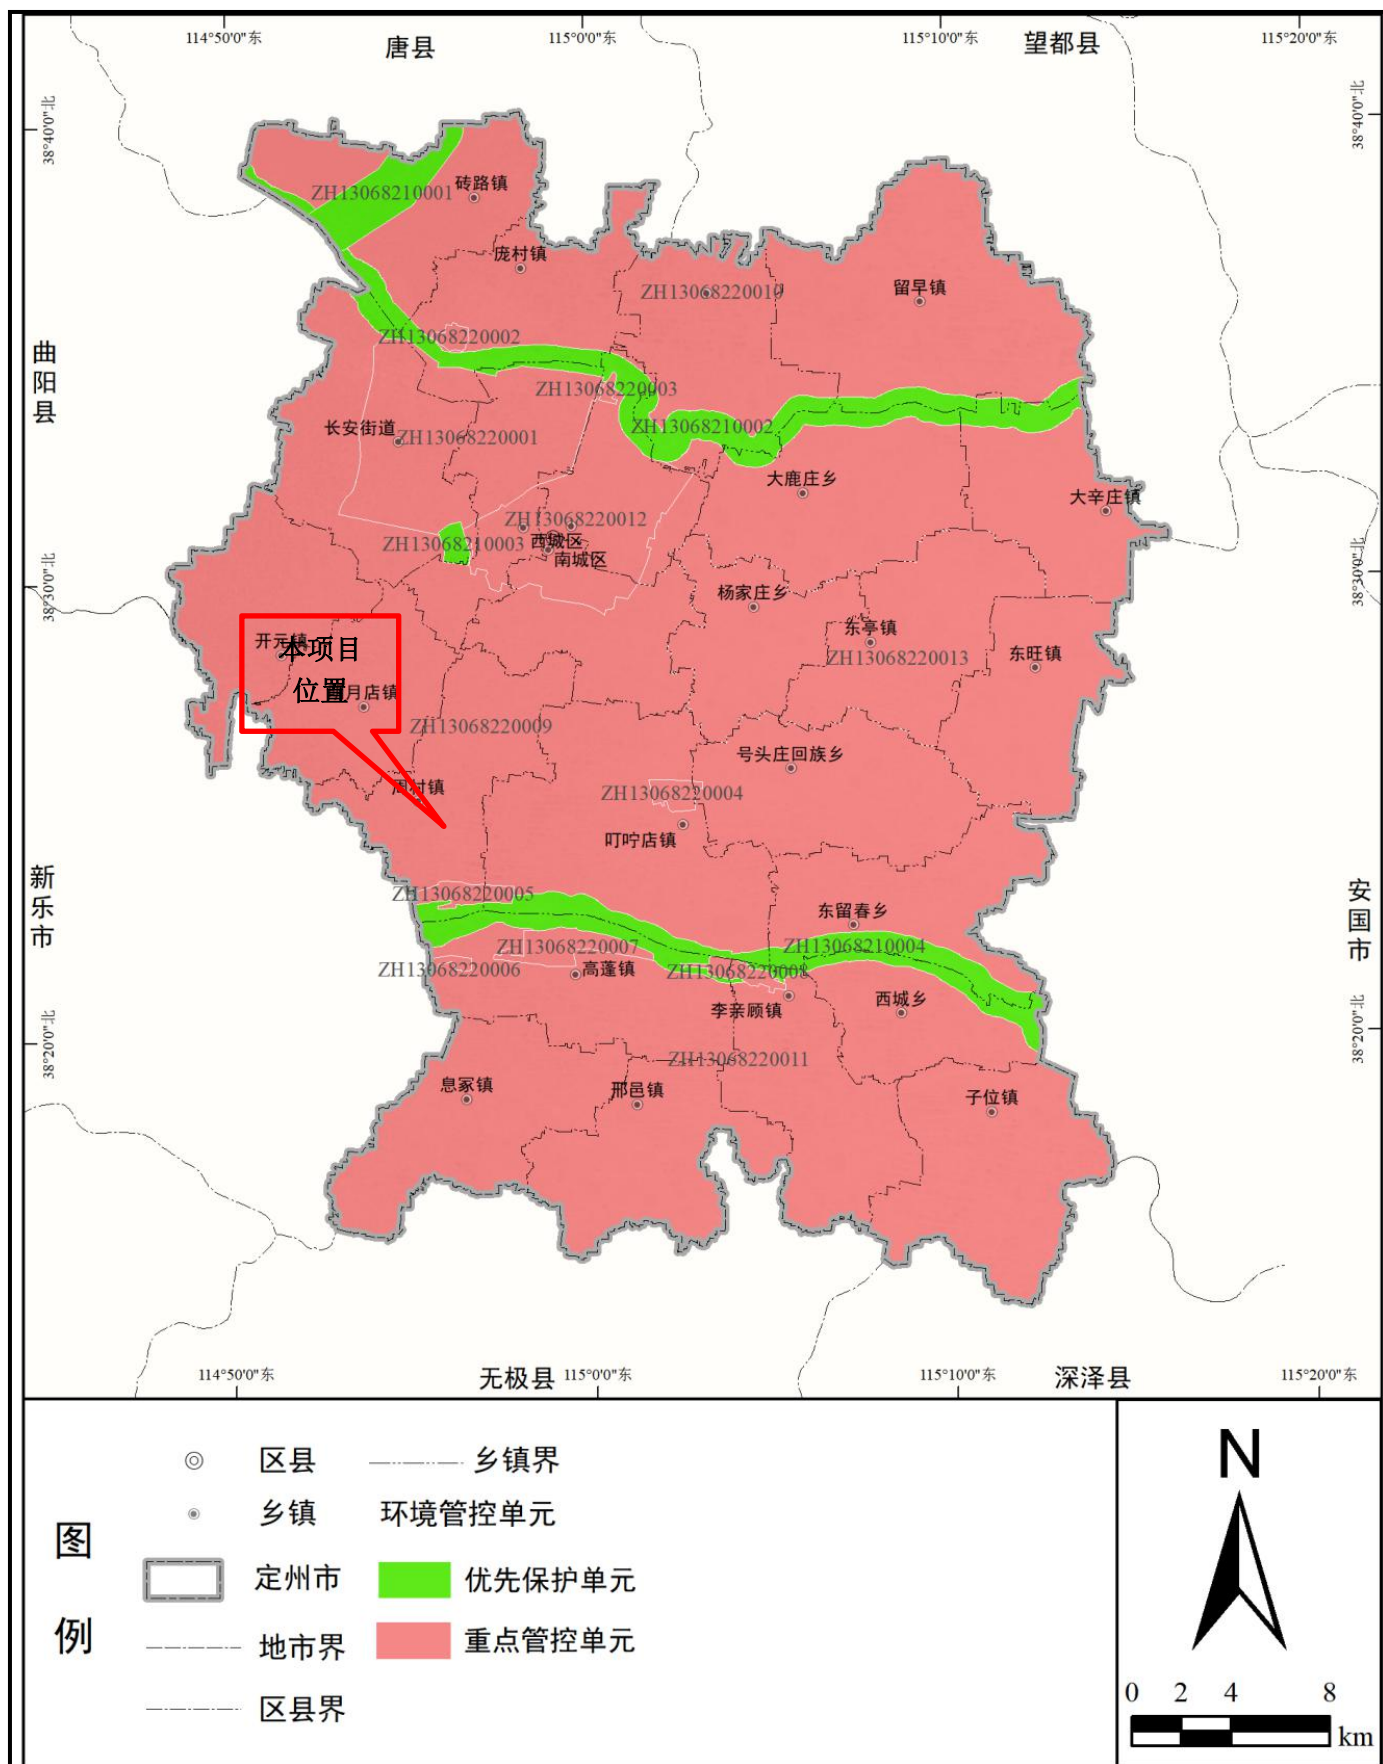 114°50'0"东
唐县
115°0'0"东
115°10'0"东
望都县
115°20'0"东
38°40'0"北
38°40'0"北
ZH13068210001
砖路镇
庞村镇
ZH13068220010
留早镇
ZH13068220002
曲阳县
ZH13068220003
长安街道
ZH13068220001
ZH13068210002
大鹿庄乡
大辛庄镇
ZH13068220012
ZH13068210003
西城区
南城区
38°30'0"北
38°30'0"北
杨家庄乡
东亭镇
开元镇
本项目
位置
ZH13068220013
东旺镇
月店镇
ZH13068220009
号头庄回族乡
周村镇
ZH13068220004
叮咛店镇
新乐市
安国市
ZH13068220005
东留春乡
ZH13068220007
ZH13068210004
ZH13068220006
高蓬镇
ZH13068220008
李亲顾镇
西城乡
38°20'0"北
38°20'0"北
ZH13068220011
息冢镇
邢邑镇
子位镇
114°50'0"东
无极县
115°0'0"东
115°10'0"东
深泽县
115°20'0"东
图例
区县
乡镇界
乡镇
环境管控单元
定州市
优先保护单元
地市界
重点管控单元
区县界
N
0 2 4 8
km